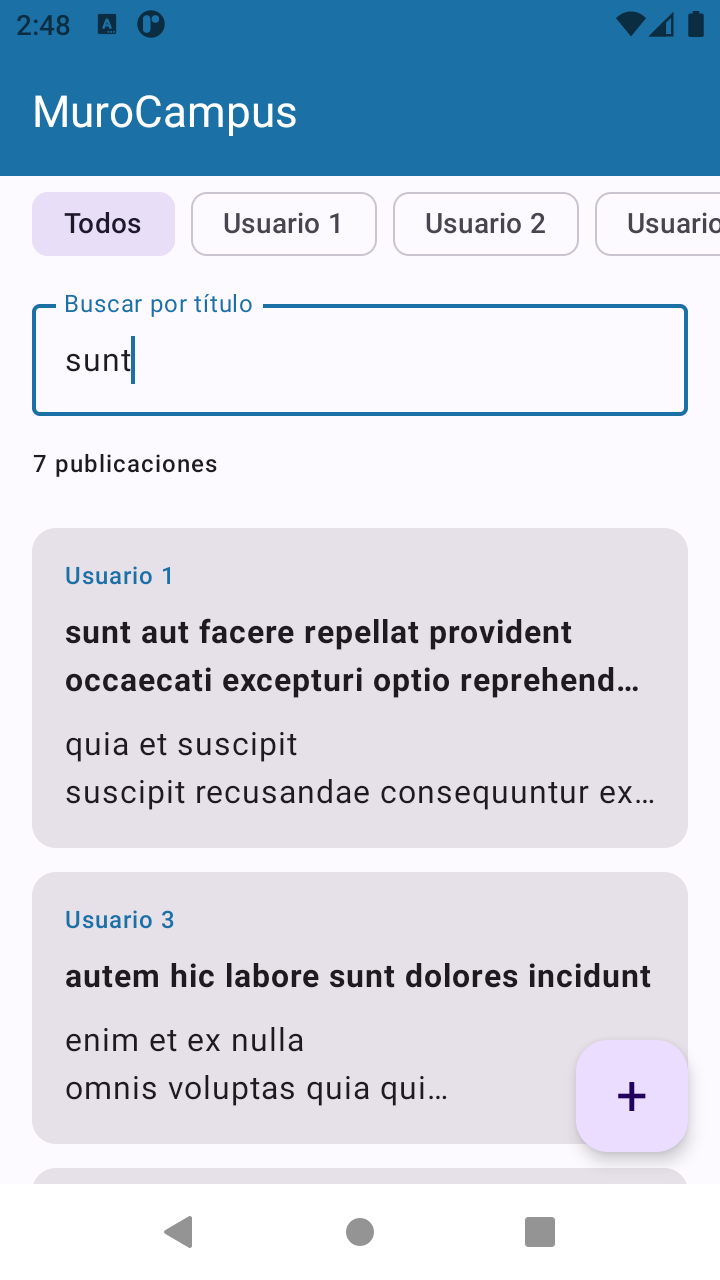 2:48
MuroCampus
Todos
Usuario 1
Usuario 2
Usuario
Buscar por título
sunt
7 publicaciones
Usuario 1
sunt aut facere repellat provident
occaecati excepturi optio reprehend…
quia et suscipit
suscipit recusandae consequuntur ex…
Usuario 3
autem hic labore sunt dolores incidunt
enim et ex nulla
omnis voluptas quia qui…
+